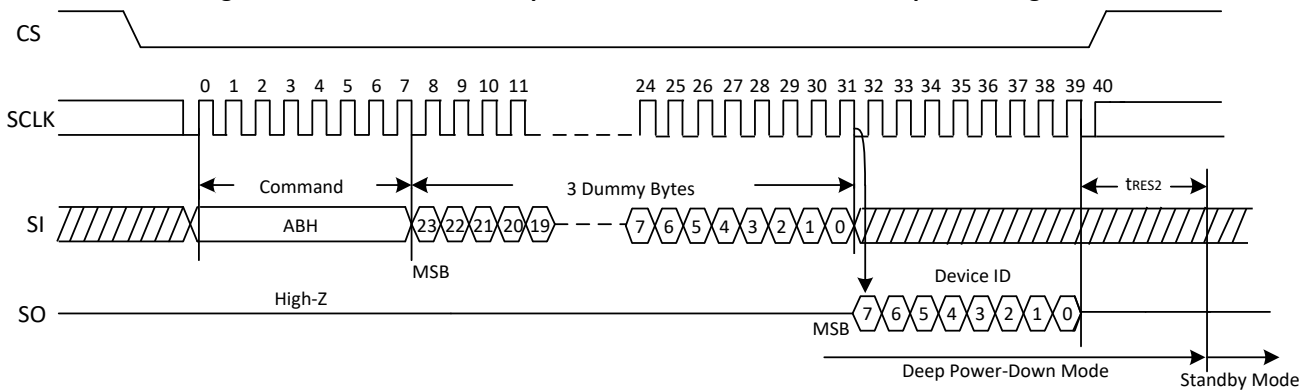 CS
0 1 2 3 4 5 6 7 8 9 10 11 24 25 26 27 28 29 30 31 32 33 34 35 36 37 38 39 40
SCLK
Command 3 Dummy Bytes tRES2
SI ABH 23 22 21 20 19 7 6 5 4 3 2 1 0
MSB
High-Z Device ID
SO MSB 7 6 5 4 3 2 1 0
Deep Power-Down Mode Standby Mode